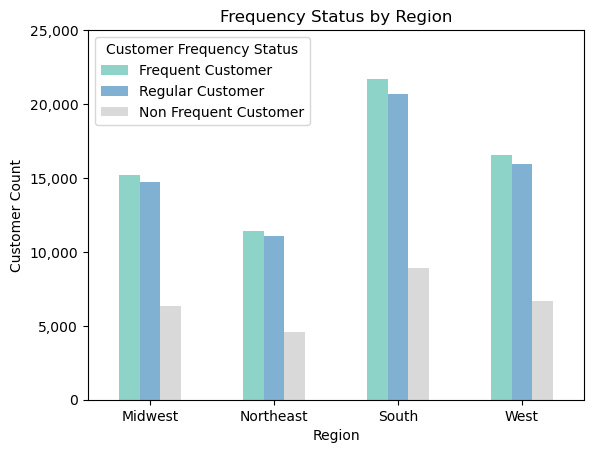 Frequency Status by Region
Customer Frequency Status
Frequent Customer
Regular Customer
Non Frequent Customer
Customer Count
25,000
20,000
15,000
10,000
5,000
0
Midwest Northeast South West
Region